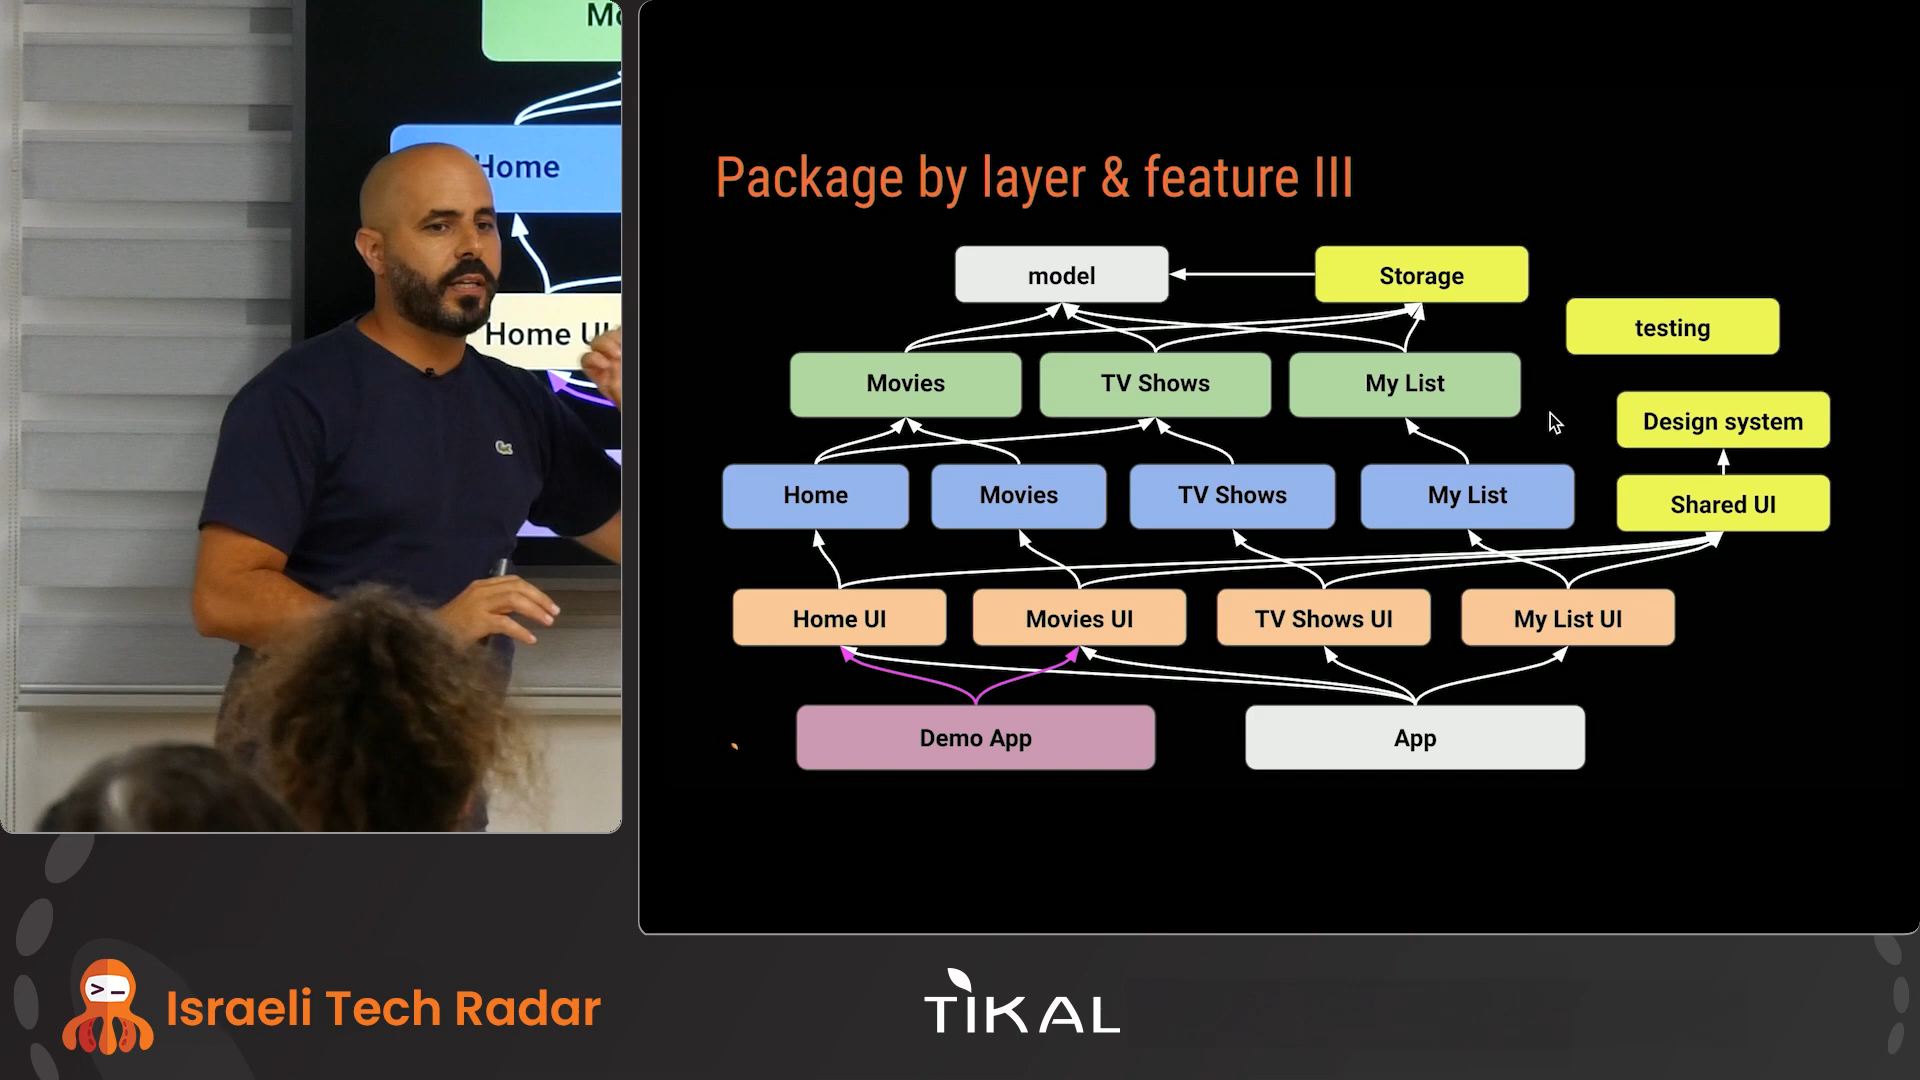 Home
Home UI
Package by layer & feature III
model
Storage
testing
Movies
TV Shows
My List
Design system
Home
Movies
TV Shows
My List
Shared UI
Home UI
Movies UI
TV Shows UI
My List UI
Demo App
App
Israeli Tech Radar
TIKAL